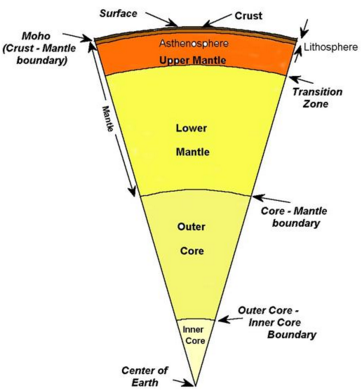 Surface
Crust
Moho
(Crust - Mantle
boundary)
Asthenosphere
Lithosphere
Upper Mantle
Transition
Zone
Mantle
Lower
Mantle
Core - Mantle
boundary
Outer
Core
Outer Core -
Inner Core
Boundary
Inner
Core
Center of
Earth